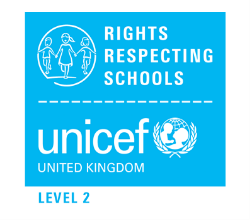 RIGHTS
RESPECTING
SCHOOLS
unicef
UNITED KINGDOM
LEVEL 2